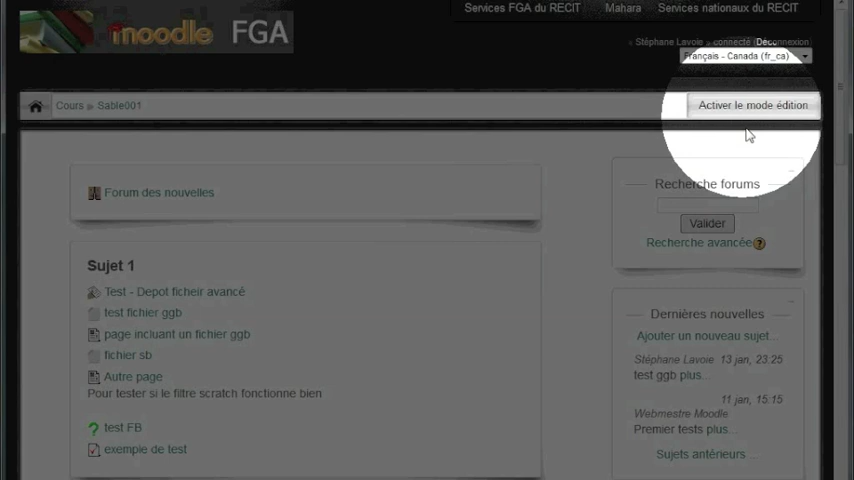 Services FGA du RECIT Mahara Services nationaux du RECIT
moodle FGA
« Stéphane Lavoie » connecté (Déconnexion
Français - Canada (fr_ca)
Cours » Sable001
Activer le mode édition
Forum des nouvelles
Sujet 1
Test - Depot ficheir avancé
test fichier ggb
page incluant un fichier ggb
fichier sb
Autre page
Pour tester si le filtre scratch fonctionne bien
test FB
exemple de test
Recherche forums
Valider
Recherche avancée
Dernières nouvelles
Ajouter un nouveau sujet...
Stéphane Lavoie 13 jan, 23:25
test ggb plus...
11 jan, 15:15
Webmestre Moodle
Premier tests plus...
Sujets antérieurs ...